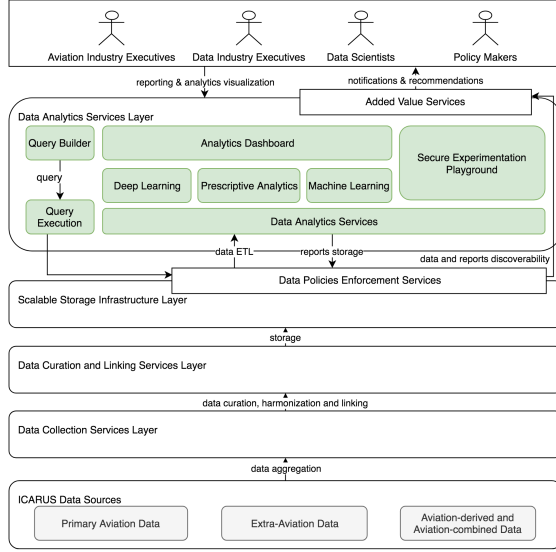 Aviation Industry Executives
Data Industry Executives
Data Scientists
Policy Makers
reporting & analytics visualization
notifications & recommendations
Added Value Services
Data Analytics Services Layer
Query Builder
Analytics Dashboard
Secure Experimentation
Playground
query
Deep Learning
Prescriptive Analytics
Machine Learning
Query
Execution
Data Analytics Services
data ETL
reports storage
data and reports discoverability
Data Policies Enforcement Services
Scalable Storage Infrastructure Layer
storage
Data Curation and Linking Services Layer
data curation, harmonization and linking
Data Collection Services Layer
data aggregation
ICARUS Data Sources
Primary Aviation Data
Extra-Aviation Data
Aviation-derived and
Aviation-combined Data